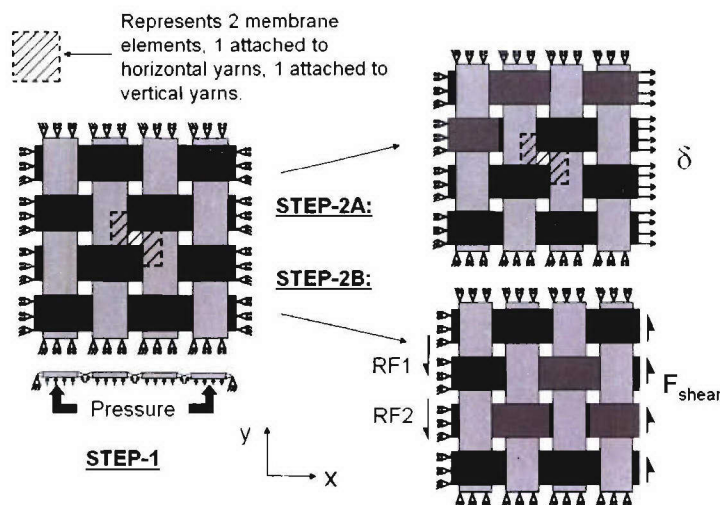 Represents 2 membrane
elements, 1 attached to
horizontal yarns, 1 attached to
vertical yarns.
STEP-2A:
δ
STEP-2B:
RF1
RF2
Fshear
Pressure
STEP-1
y
x